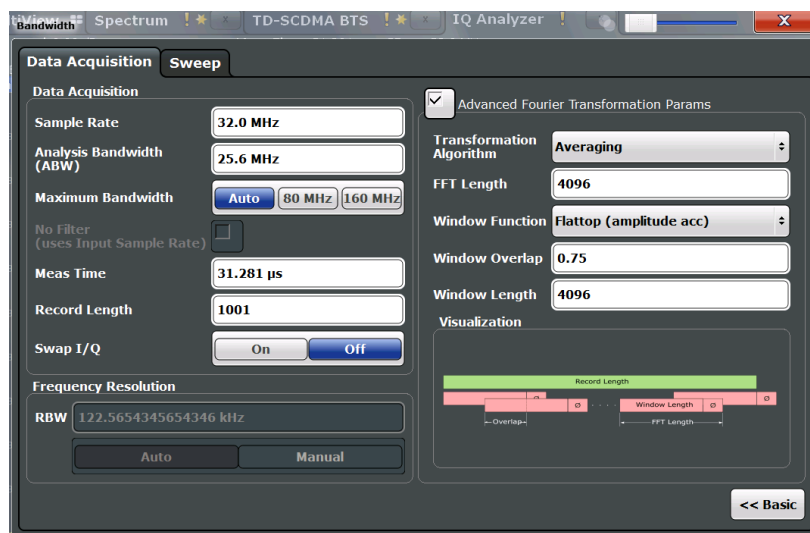 Bandwidth Spectrum ! TD-SCDMA BTS ! IQ Analyzer ! X
Data Acquisition Sweep
Data Acquisition
Sample Rate 32.0 MHz
Analysis Bandwidth
(ABW) 25.6 MHz
Maximum Bandwidth Auto 80 MHz 160 MHz
No Filter
(uses Input Sample Rate)
Meas Time 31.281 µs
Record Length 1001
Swap I/Q On Off
Frequency Resolution
RBW 122.5654345654346 kHz
Auto Manual
Advanced Fourier Transformation Params
Transformation
Algorithm Averaging
FFT Length 4096
Window Function Flattop (amplitude acc)
Window Overlap 0.75
Window Length 4096
Visualization
Record Length
Ø Ø
Ø Window Length Ø
Overlap FFT Length
<< Basic